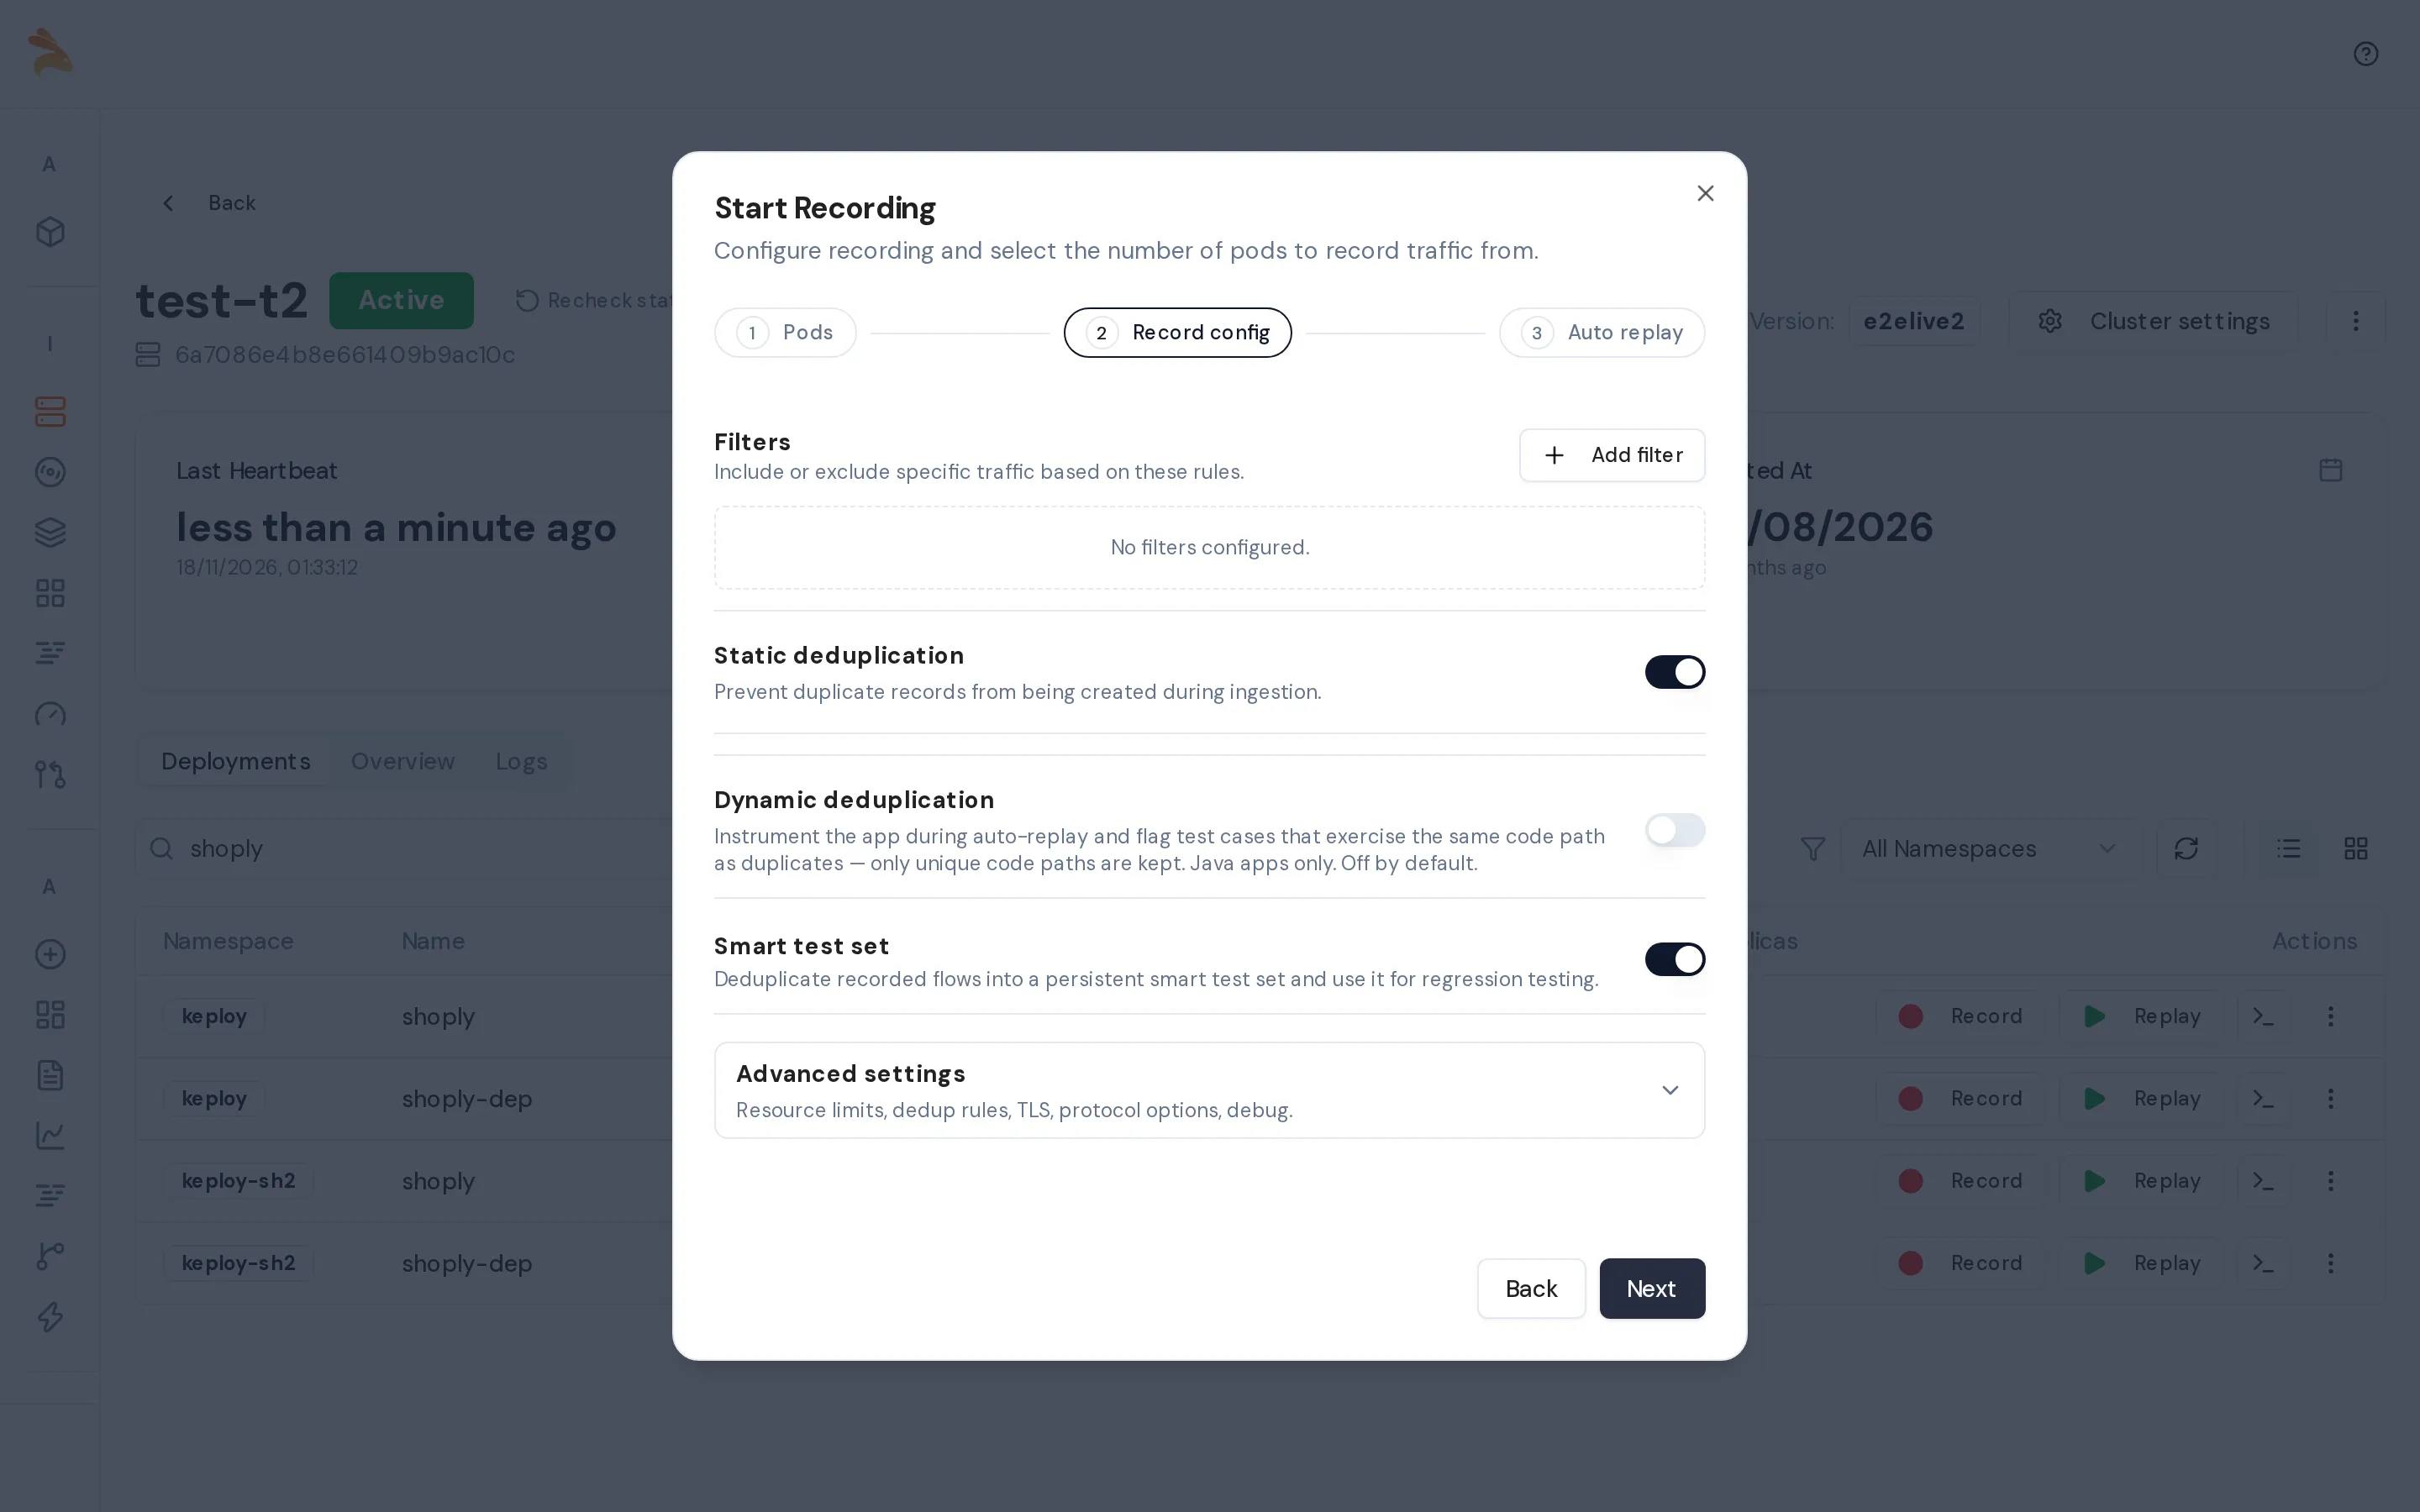 A
Back
test-t2
Active
Recheck
6a7086e4b8e661409b9ac10c
Version:
e2elive2
Cluster settings
I
Last Heartbeat
less than a minute ago
18/11/2026, 01:33:12
At
/08/2026
ago
Deployments
Overview
Logs
shoply
All Namespaces
A
Namespace
Name
Actions
keploy
shoply
Record
Replay
keploy
shoply-dep
Record
Replay
keploy-sh2
shoply
Record
Replay
keploy-sh2
shoply-dep
Record
Replay
Start Recording
Configure recording and select the number of pods to record traffic from.
1
Pods
2
Record config
3
Auto replay
Filters
Include or exclude specific traffic based on these rules.
Add filter
No filters configured.
Static deduplication
Prevent duplicate records from being created during ingestion.
Dynamic deduplication
Instrument the app during auto-replay and flag test cases that exercise the same code path
as duplicates — only unique code paths are kept. Java apps only. Off by default.
Smart test set
Deduplicate recorded flows into a persistent smart test set and use it for regression testing.
Advanced settings
Resource limits, dedup rules, TLS, protocol options, debug.
Back
Next